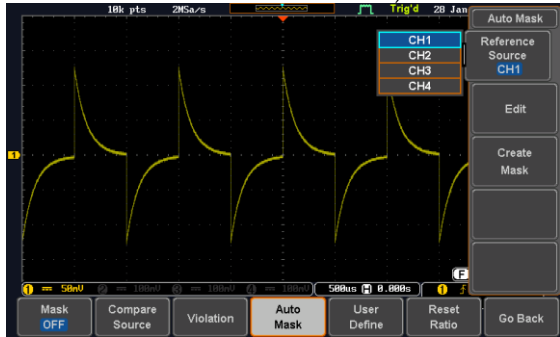 10k pts 2MSa/s Trig'd 28 Jan
Auto Mask
Reference
Source
CH1
CH1
CH2
CH3
CH4
Edit
Create
Mask
1
F
1 50mV 2 100mV 3 100mV 4 100mV 500us H 0.000s 1
Mask
OFF
Compare
Source
Violation
Auto
Mask
User
Define
Reset
Ratio
Go Back